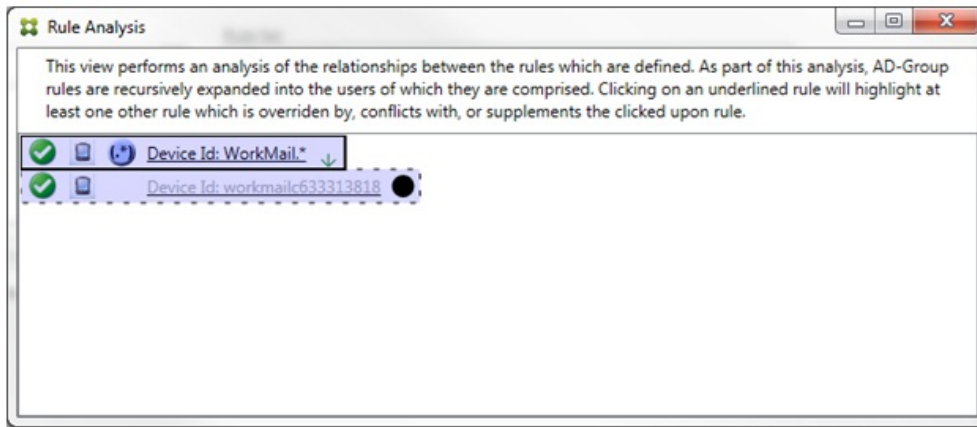 Rule Analysis
This view performs an analysis of the relationships between the rules which are defined. As part of this analysis, AD-Group
rules are recursively expanded into the users of which they are comprised. Clicking on an underlined rule will highlight at
least one other rule which is overriden by, conflicts with, or supplements the clicked upon rule.
(.*) Device Id: WorkMail.*
Device Id: workmailc633313818